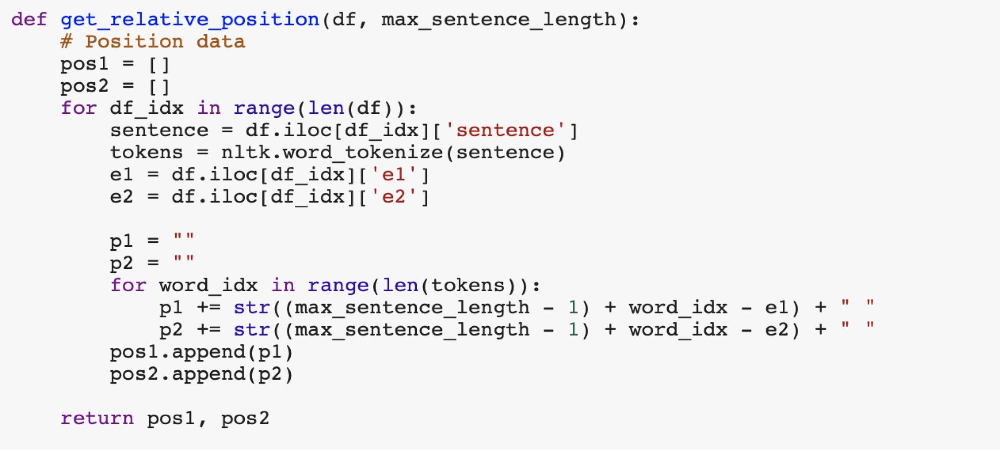 def get_relative_position(df, max_sentence_length):
    # Position data
    pos1 = []
    pos2 = []
    for df_idx in range(len(df)):
        sentence = df.iloc[df_idx]['sentence']
        tokens = nltk.word_tokenize(sentence)
        e1 = df.iloc[df_idx]['e1']
        e2 = df.iloc[df_idx]['e2']

        p1 = ""
        p2 = ""
        for word_idx in range(len(tokens)):
            p1 += str((max_sentence_length - 1) + word_idx - e1) + " "
            p2 += str((max_sentence_length - 1) + word_idx - e2) + " "
        pos1.append(p1)
        pos2.append(p2)

    return pos1, pos2